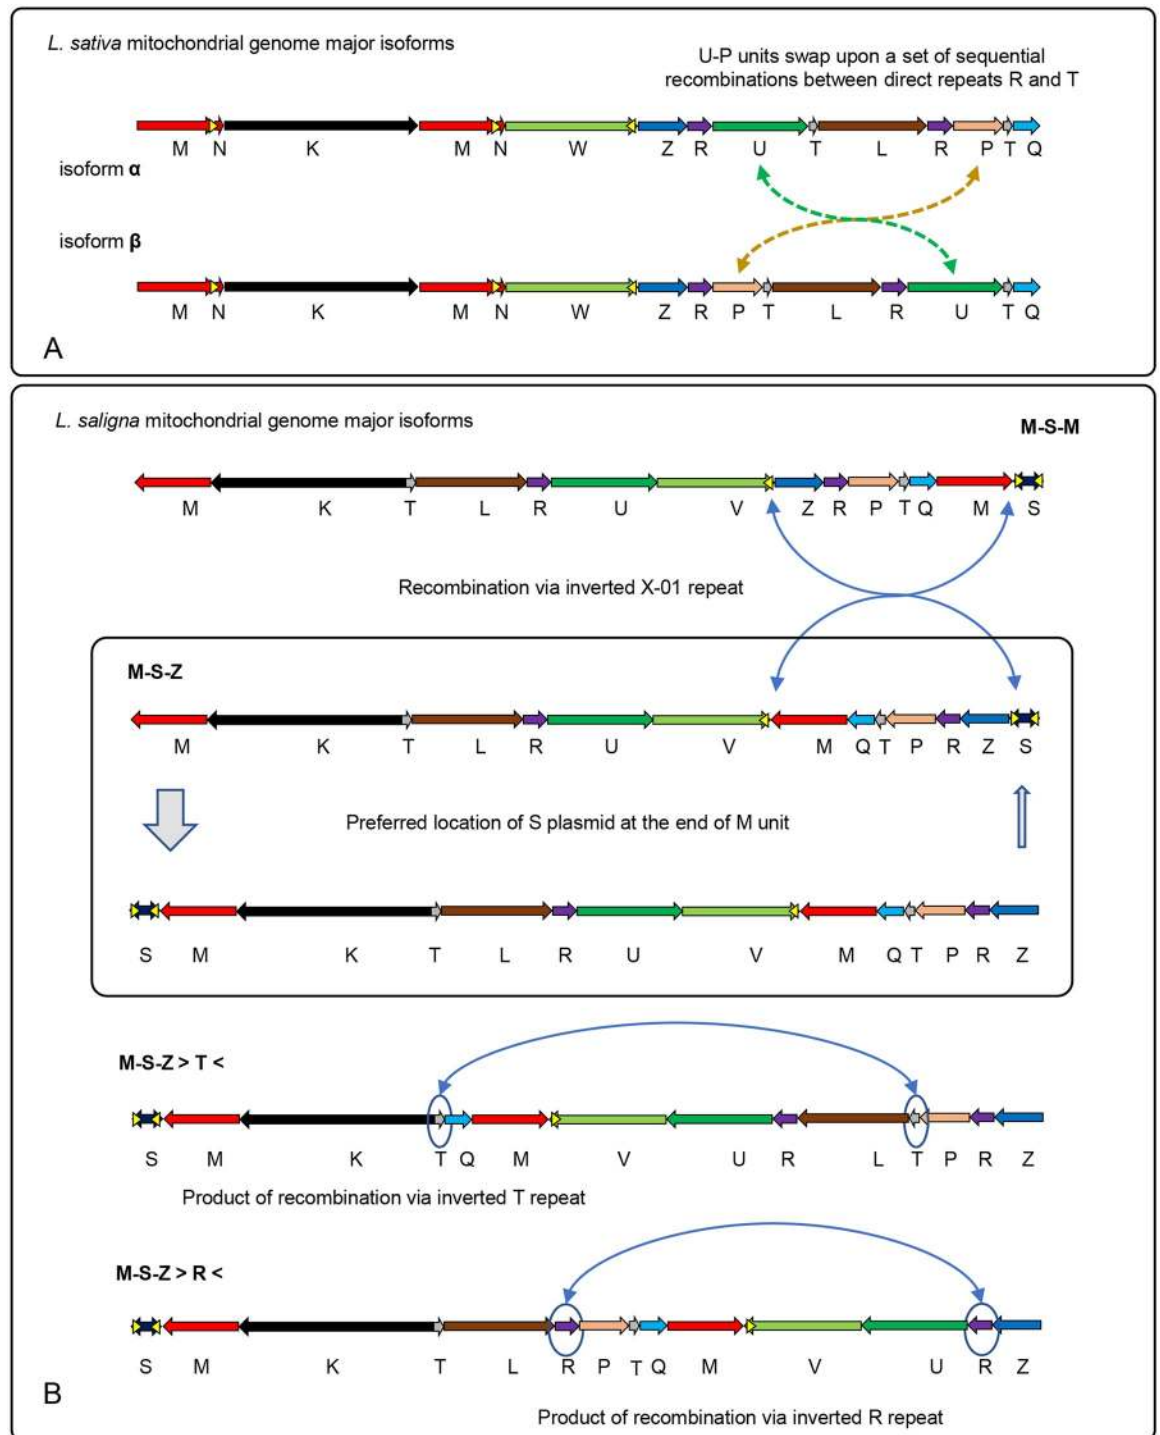 L. sativa mitochondrial genome major isoforms
U-P units swap upon a set of sequential
recombinations between direct repeats R and T
M N K M N W Z R U T L R P T Q
isoform α
isoform β
M N K M N W Z R P T L R U T Q
A
L. saligna mitochondrial genome major isoforms
M-S-M
M K T L R U V Z R P T Q M S
Recombination via inverted X-01 repeat
M-S-Z
M K T L R U V M Q T P R Z S
Preferred location of S plasmid at the end of M unit
S M K T L R U V M Q T P R Z
M-S-Z > T <
S M K T Q M V U R L T P R Z
Product of recombination via inverted T repeat
M-S-Z > R <
S M K T L R P T Q M V U R Z
B
Product of recombination via inverted R repeat